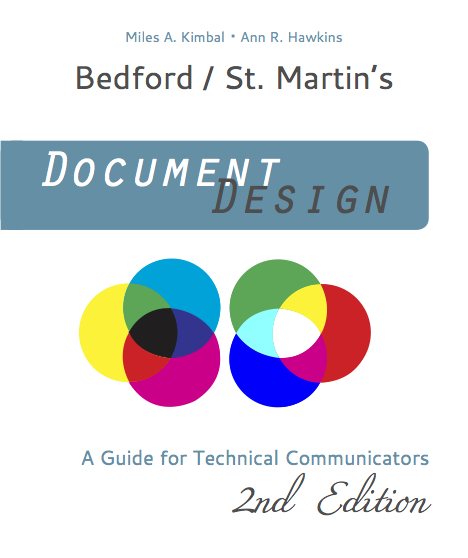 Miles A. Kimbal • Ann R. Hawkins
Bedford / St. Martin's
DOCUMENT
DESIGN
A Guide for Technical Communicators
2nd Edition